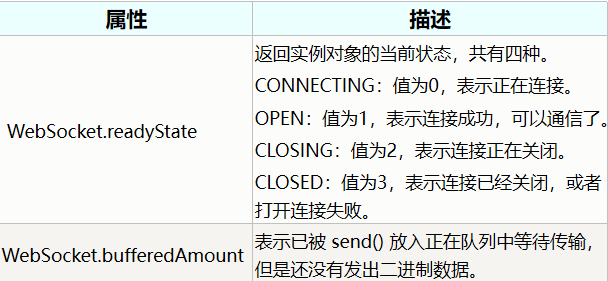 属性 描述
WebSocket.readyState
返回实例对象的当前状态，共有四种。
CONNECTING：值为0，表示正在连接。
OPEN：值为1，表示连接成功，可以通信了。
CLOSING：值为2，表示连接正在关闭。
CLOSED：值为3，表示连接已经关闭，或者
打开连接失败。
WebSocket.bufferedAmount
表示已被 send() 放入正在队列中等待传输，
但是还没有发出二进制数据。